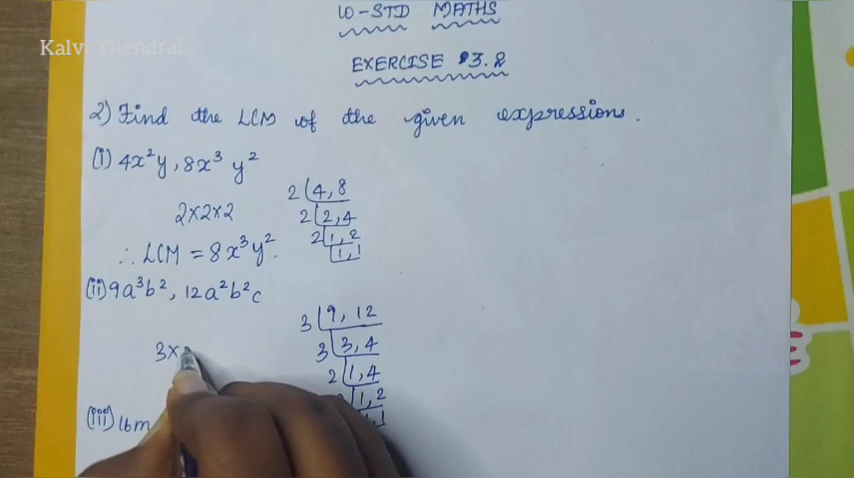 10-STD MATHS
Kalvi Thendral
EXERCISE 3.2
2) Find the LCM of the given expressions.
(i) 4x²y, 8x³y²
2 | 4, 8
2×2×2
2 | 2, 4
2 | 1, 2
∴ LCM = 8x³y².
1, 1
(ii) 9a³b², 12a²b²c
3 | 9, 12
3×
3 | 3, 4
2 | 1, 4
1, 2
(iii) 16m